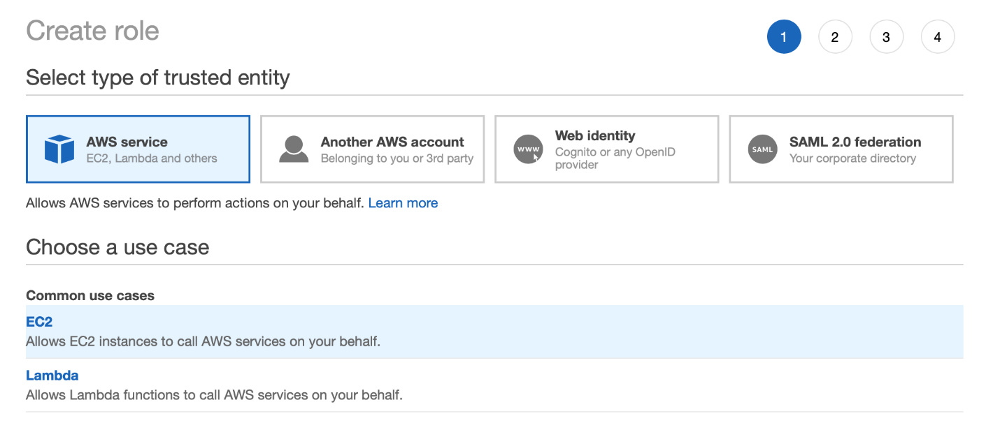 Create role
1 2 3 4
Select type of trusted entity
AWS service
EC2, Lambda and others
Another AWS account
Belonging to you or 3rd party
www
Web identity
Cognito or any OpenID
provider
SAML
SAML 2.0 federation
Your corporate directory
Allows AWS services to perform actions on your behalf. Learn more
Choose a use case
Common use cases
EC2
Allows EC2 instances to call AWS services on your behalf.
Lambda
Allows Lambda functions to call AWS services on your behalf.